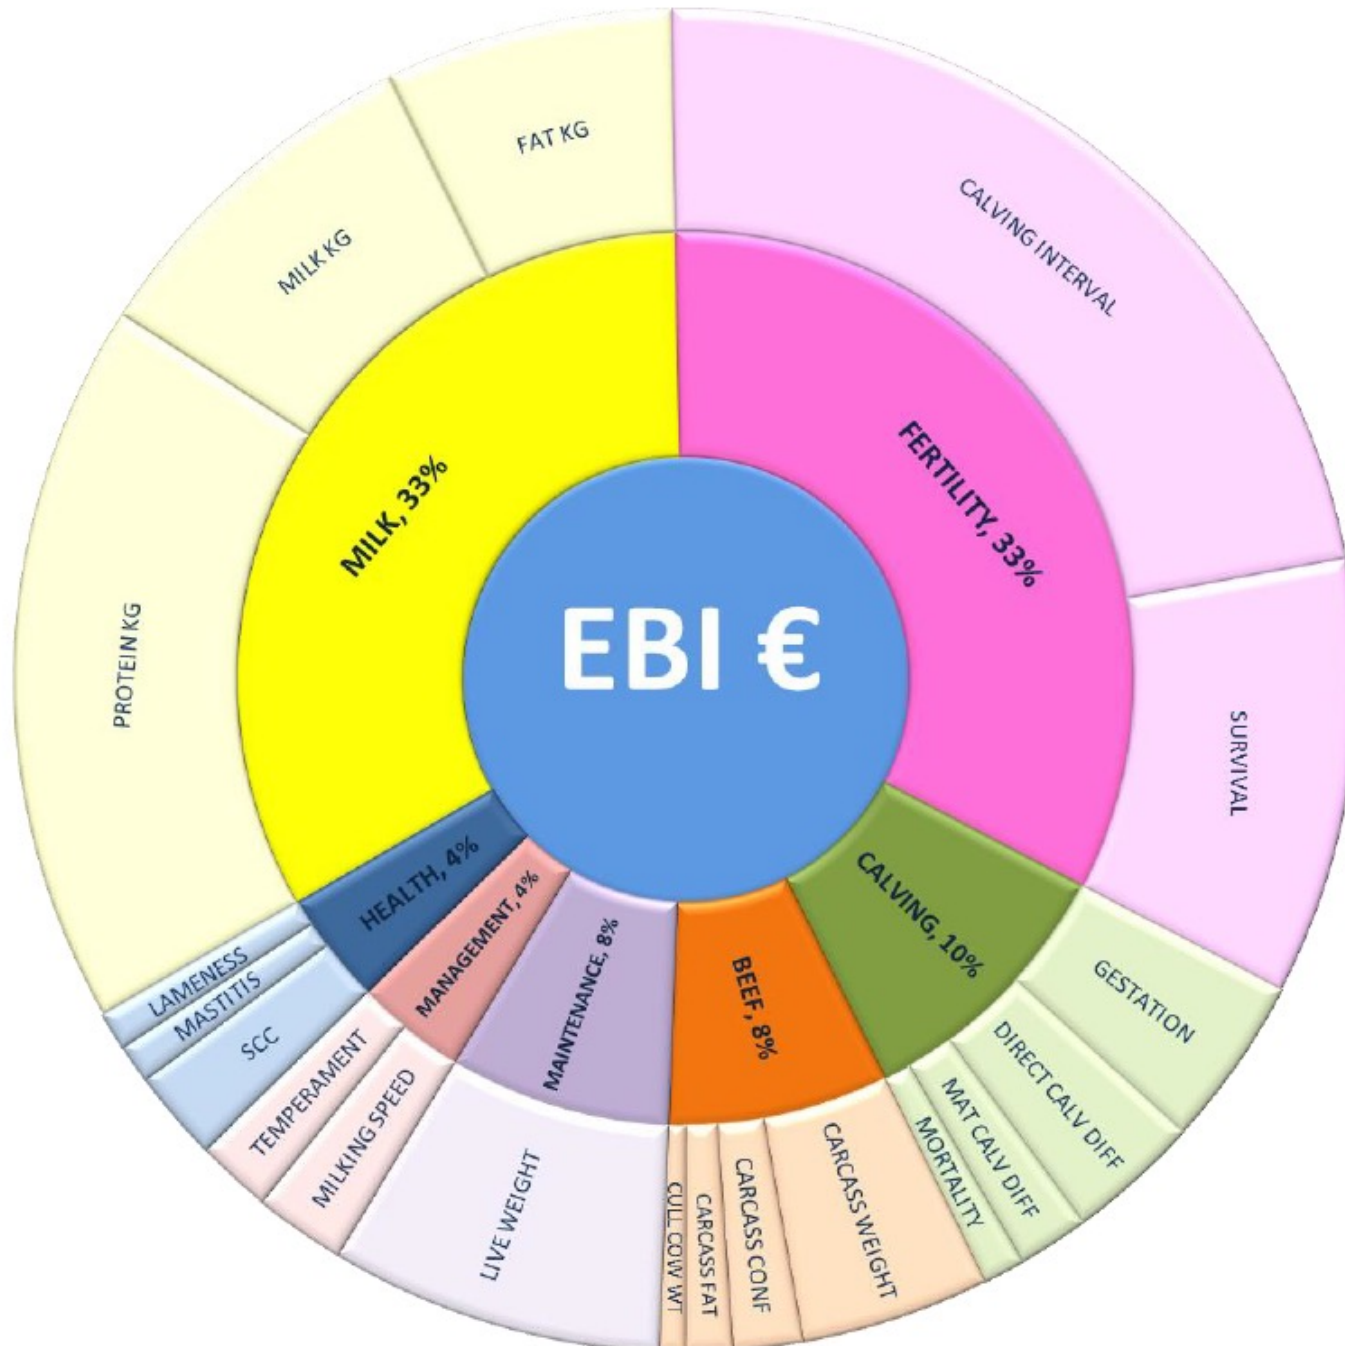 EBI €
FERTILITY, 33%
CALVING INTERVAL
SURVIVAL
CALVING, 10%
GESTATION
DIRECT CALV DIFF
MAT CALV DIFF
MORTALITY
BEEF, 8%
CARCASS WEIGHT
CARCASS CONF
CARCASS FAT
CULL COW WT
MAINTENANCE, 8%
LIVE WEIGHT
MANAGEMENT, 4%
MILKING SPEED
TEMPERAMENT
HEALTH, 4%
SCC
MASTITIS
LAMENESS
MILK, 33%
PROTEIN KG
MILK KG
FAT KG